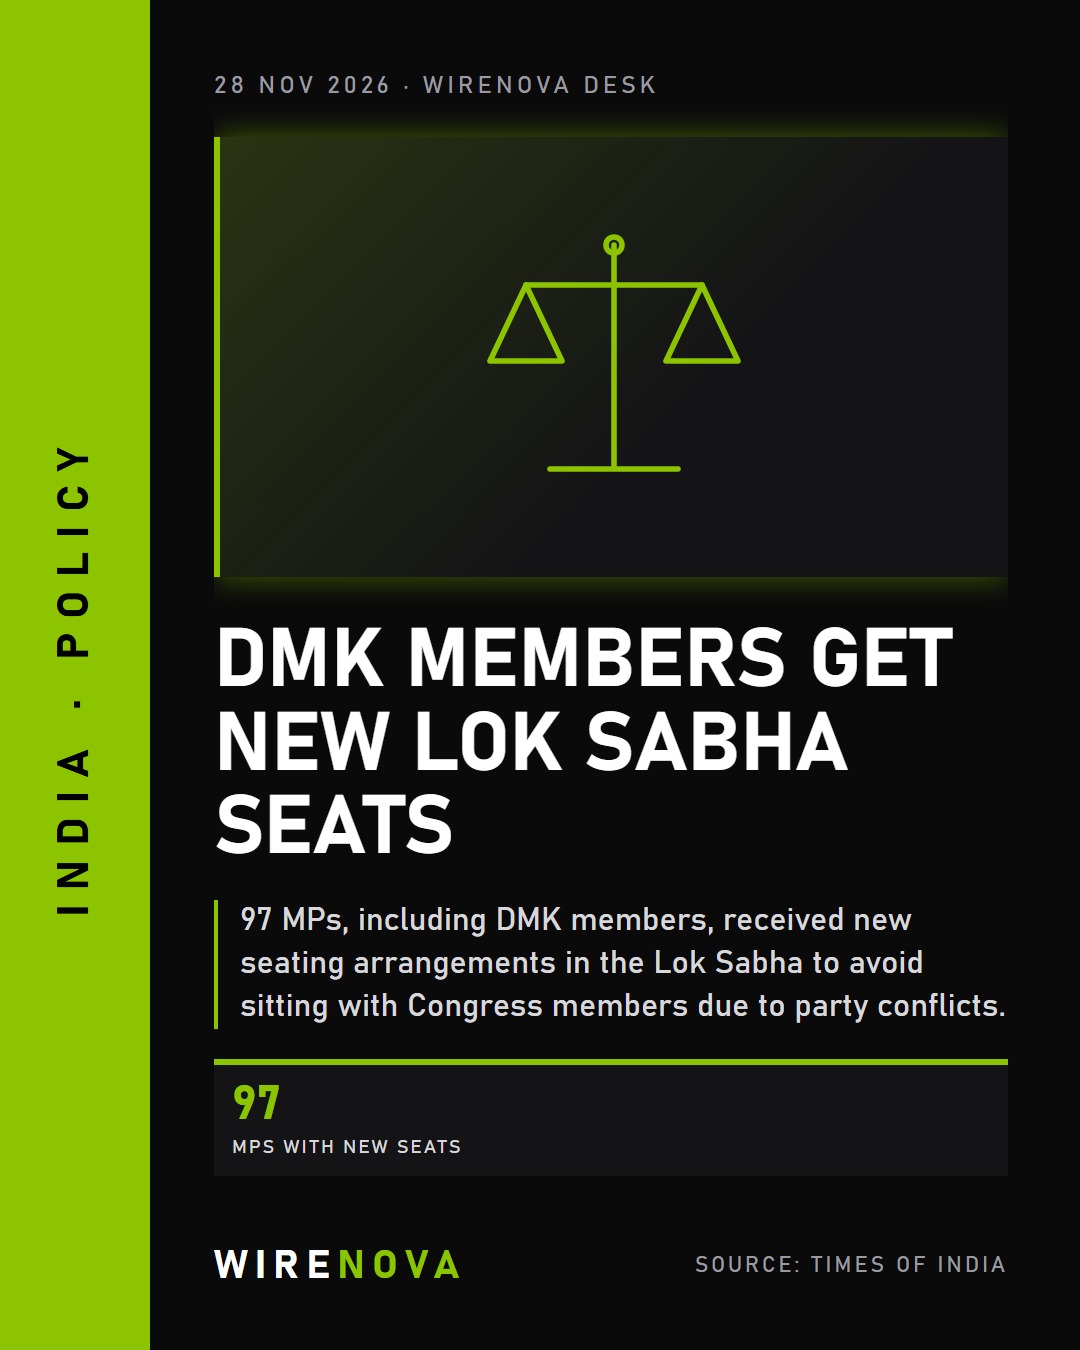 28 NOV 2026 · WIRENOVA DESK
INDIA · POLICY
DMK MEMBERS GET
NEW LOK SABHA
SEATS
97 MPs, including DMK members, received new
seating arrangements in the Lok Sabha to avoid
sitting with Congress members due to party conflicts.
97
MPS WITH NEW SEATS
WIRENOVA
SOURCE: TIMES OF INDIA